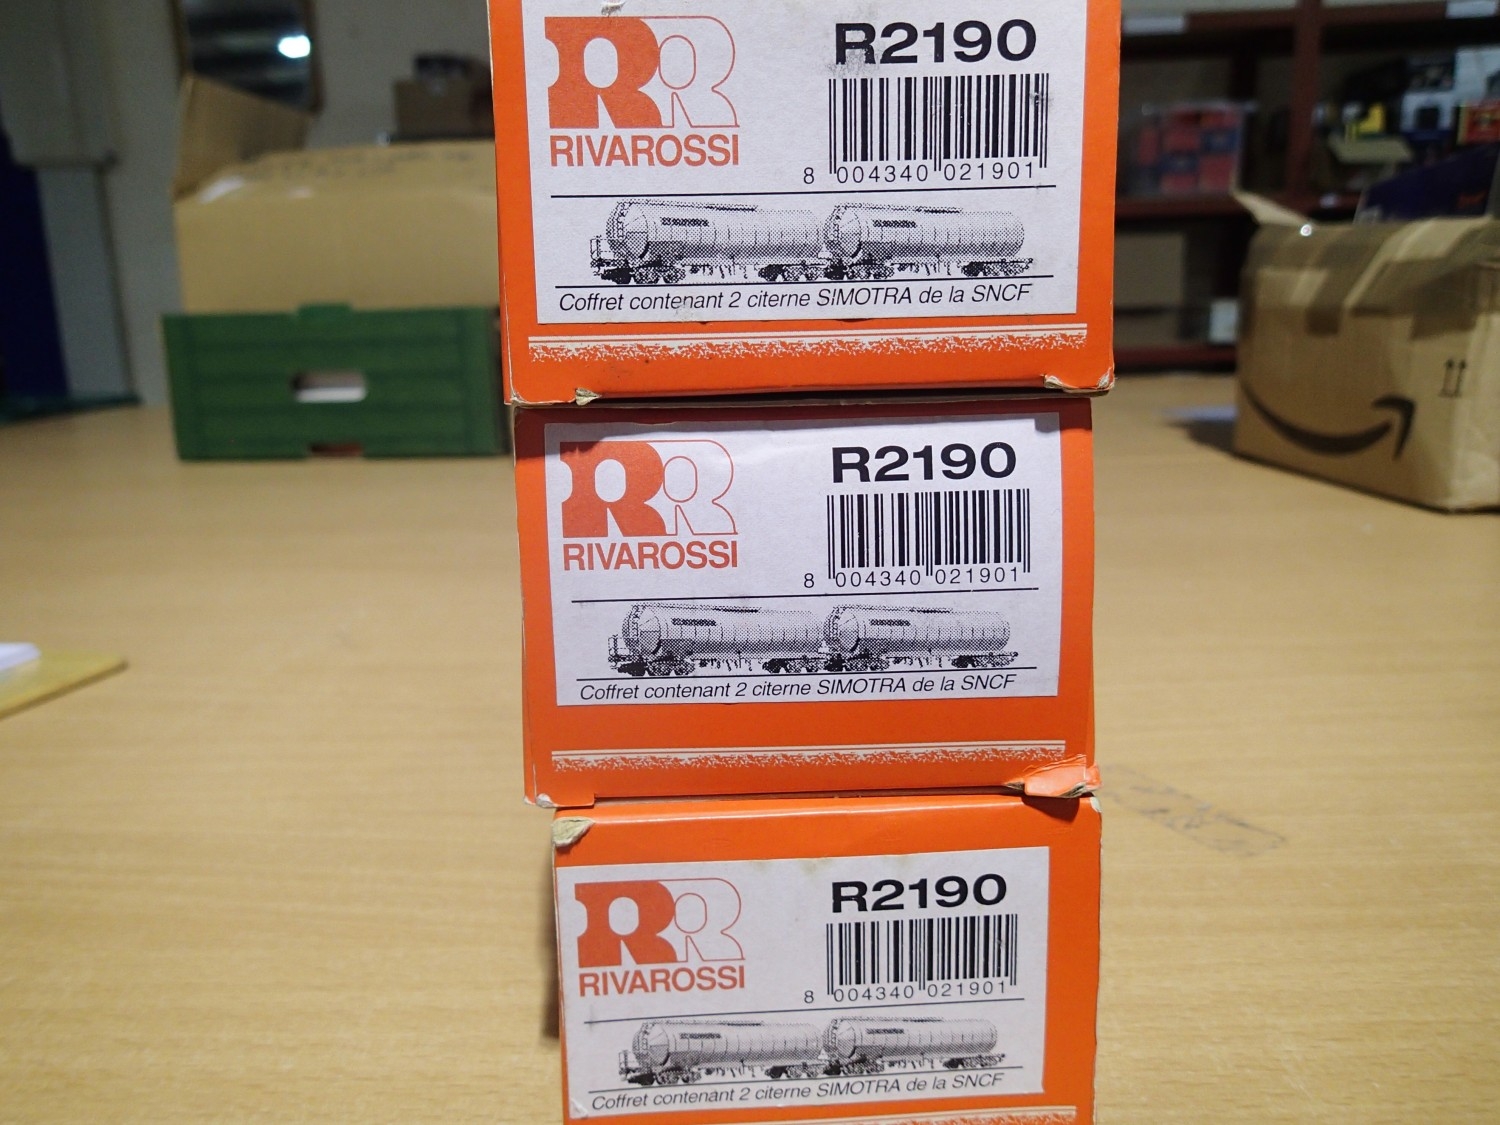 RR
RIVAROSSI
R2190
8 004340 021901
Coffret contenant 2 citerne SIMOTRA de la SNCF
RR
RIVAROSSI
R2190
8 004340 021901
Coffret contenant 2 citerne SIMOTRA de la SNCF
RR
RIVAROSSI
R2190
8 004340 021901
Coffret contenant 2 citerne SIMOTRA de la SNCF